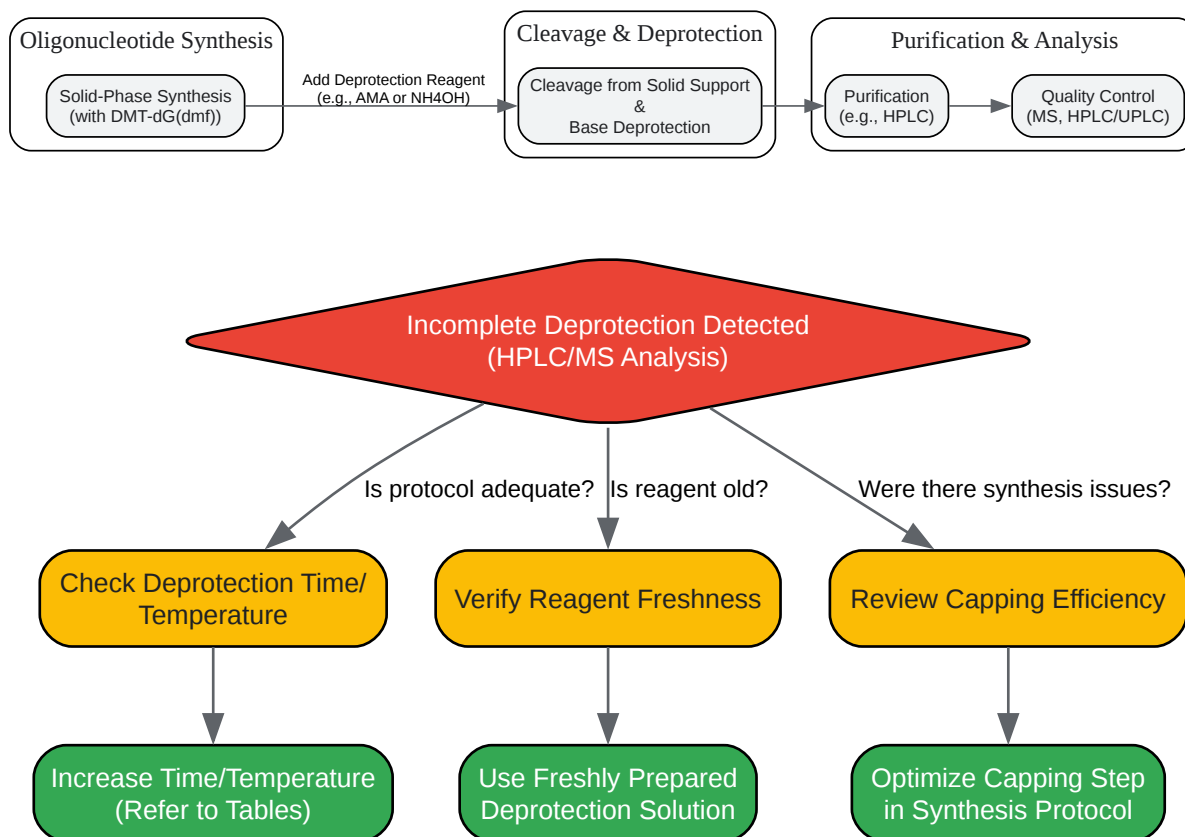 Oligonucleotide Synthesis
Solid-Phase Synthesis
(with DMT-dG(dmf))
Add Deprotection Reagent
(e.g., AMA or NH4OH)
Cleavage & Deprotection
Cleavage from Solid Support
&
Base Deprotection
Purification & Analysis
Purification
(e.g., HPLC)
Quality Control
(MS, HPLC/UPLC)
Incomplete Deprotection Detected
(HPLC/MS Analysis)
Is protocol adequate?
Is reagent old?
Were there synthesis issues?
Check Deprotection Time/
Temperature
Verify Reagent Freshness
Review Capping Efficiency
Increase Time/Temperature
(Refer to Tables)
Use Freshly Prepared
Deprotection Solution
Optimize Capping Step
in Synthesis Protocol